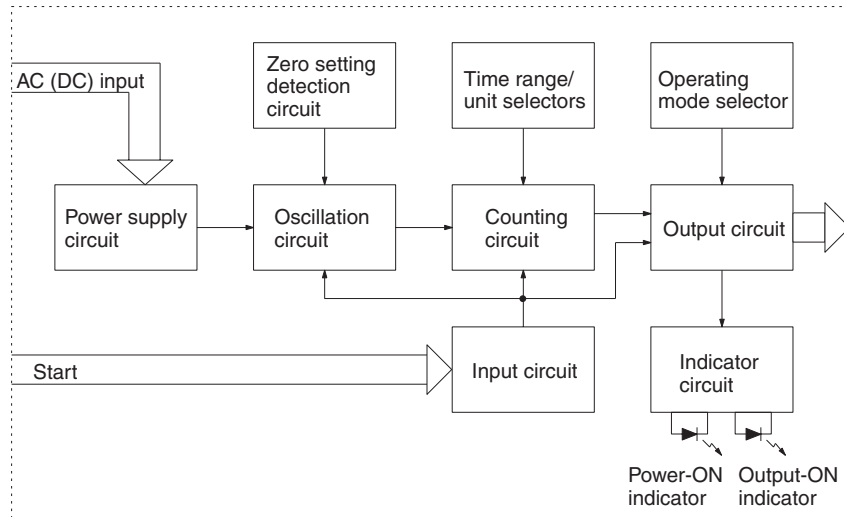 AC (DC) input
Zero setting
detection
circuit
Time range/
unit selectors
Operating
mode selector
Power supply
circuit
Oscillation
circuit
Counting
circuit
Output circuit
Start
Input circuit
Indicator
circuit
Power-ON
indicator
Output-ON
indicator